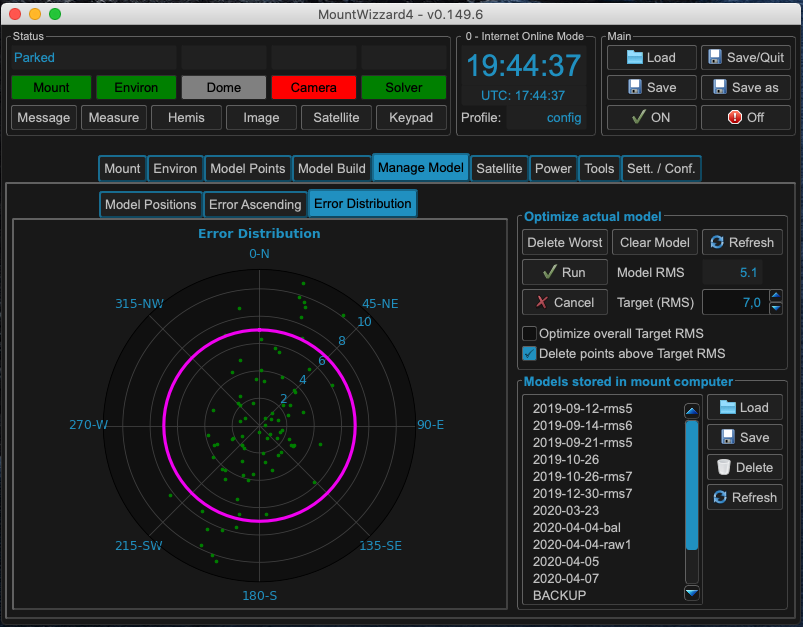 MountWizzard4 - v0.149.6
Status
Parked
Mount Environ Dome Camera Solver
Message Measure Hemis Image Satellite Keypad
0 - Internet Online Mode
19:44:37
UTC: 17:44:37
Profile: config
Main
Load Save/Quit
Save Save as
ON Off
Mount Environ Model Points Model Build Manage Model Satellite Power Tools Sett. / Conf.
Model Positions Error Ascending Error Distribution
Error Distribution
0-N
315-NW 45-NE
10
8
6
4
2
270-W 90-E
215-SW 135-SE
180-S
Optimize actual model
Delete Worst Clear Model Refresh
Run Model RMS 5.1
Cancel Target (RMS) 7,0
Optimize overall Target RMS
Delete points above Target RMS
Models stored in mount computer
2019-09-12-rms5
2019-09-14-rms6
2019-09-21-rms5
2019-10-26
2019-10-26-rms7
2019-12-30-rms7
2020-03-23
2020-04-04-bal
2020-04-04-raw1
2020-04-05
2020-04-07
BACKUP
Load
Save
Delete
Refresh